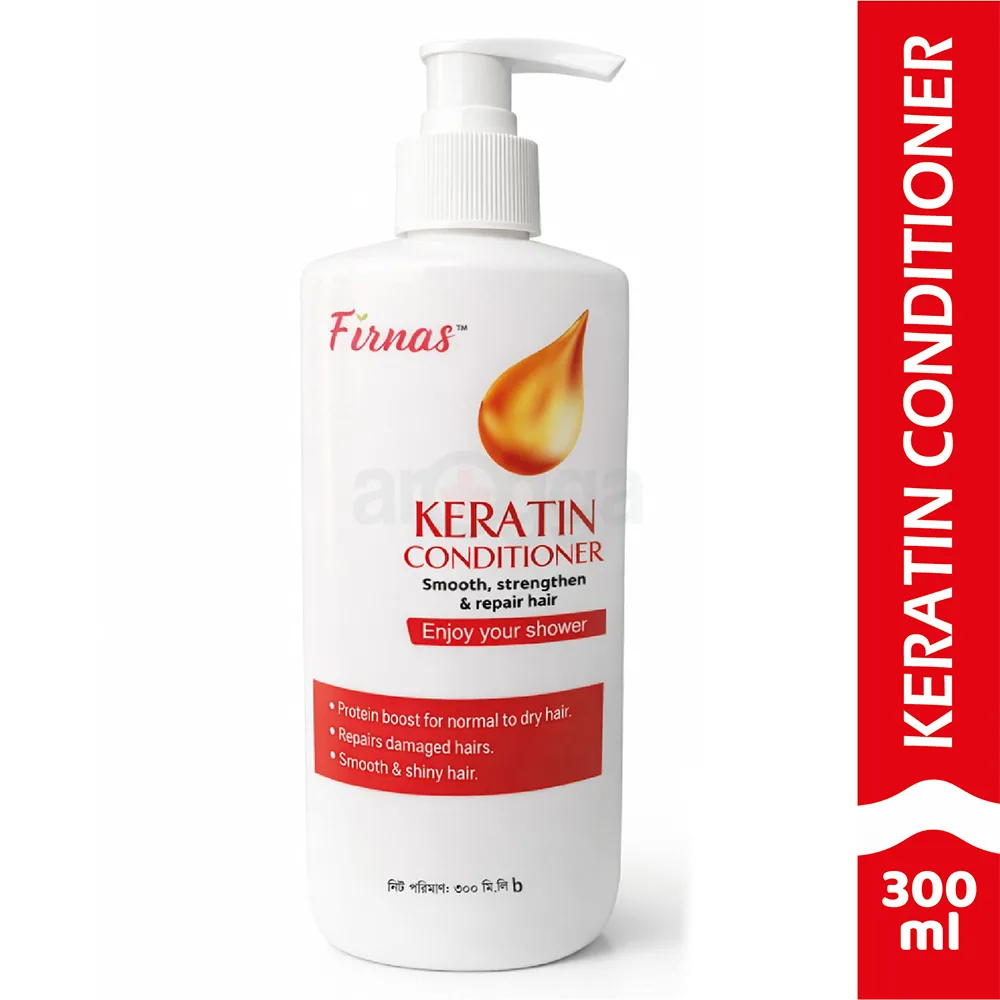 Firnas™
KERATIN
CONDITIONER
Smooth, strengthen
& repair hair
Enjoy your shower
• Protein boost for normal to dry hair.
• Repairs damaged hairs.
• Smooth & shiny hair.
নিট পরিমাণ: ৩০০ মি.লি b
KERATIN CONDITIONER
300
ml